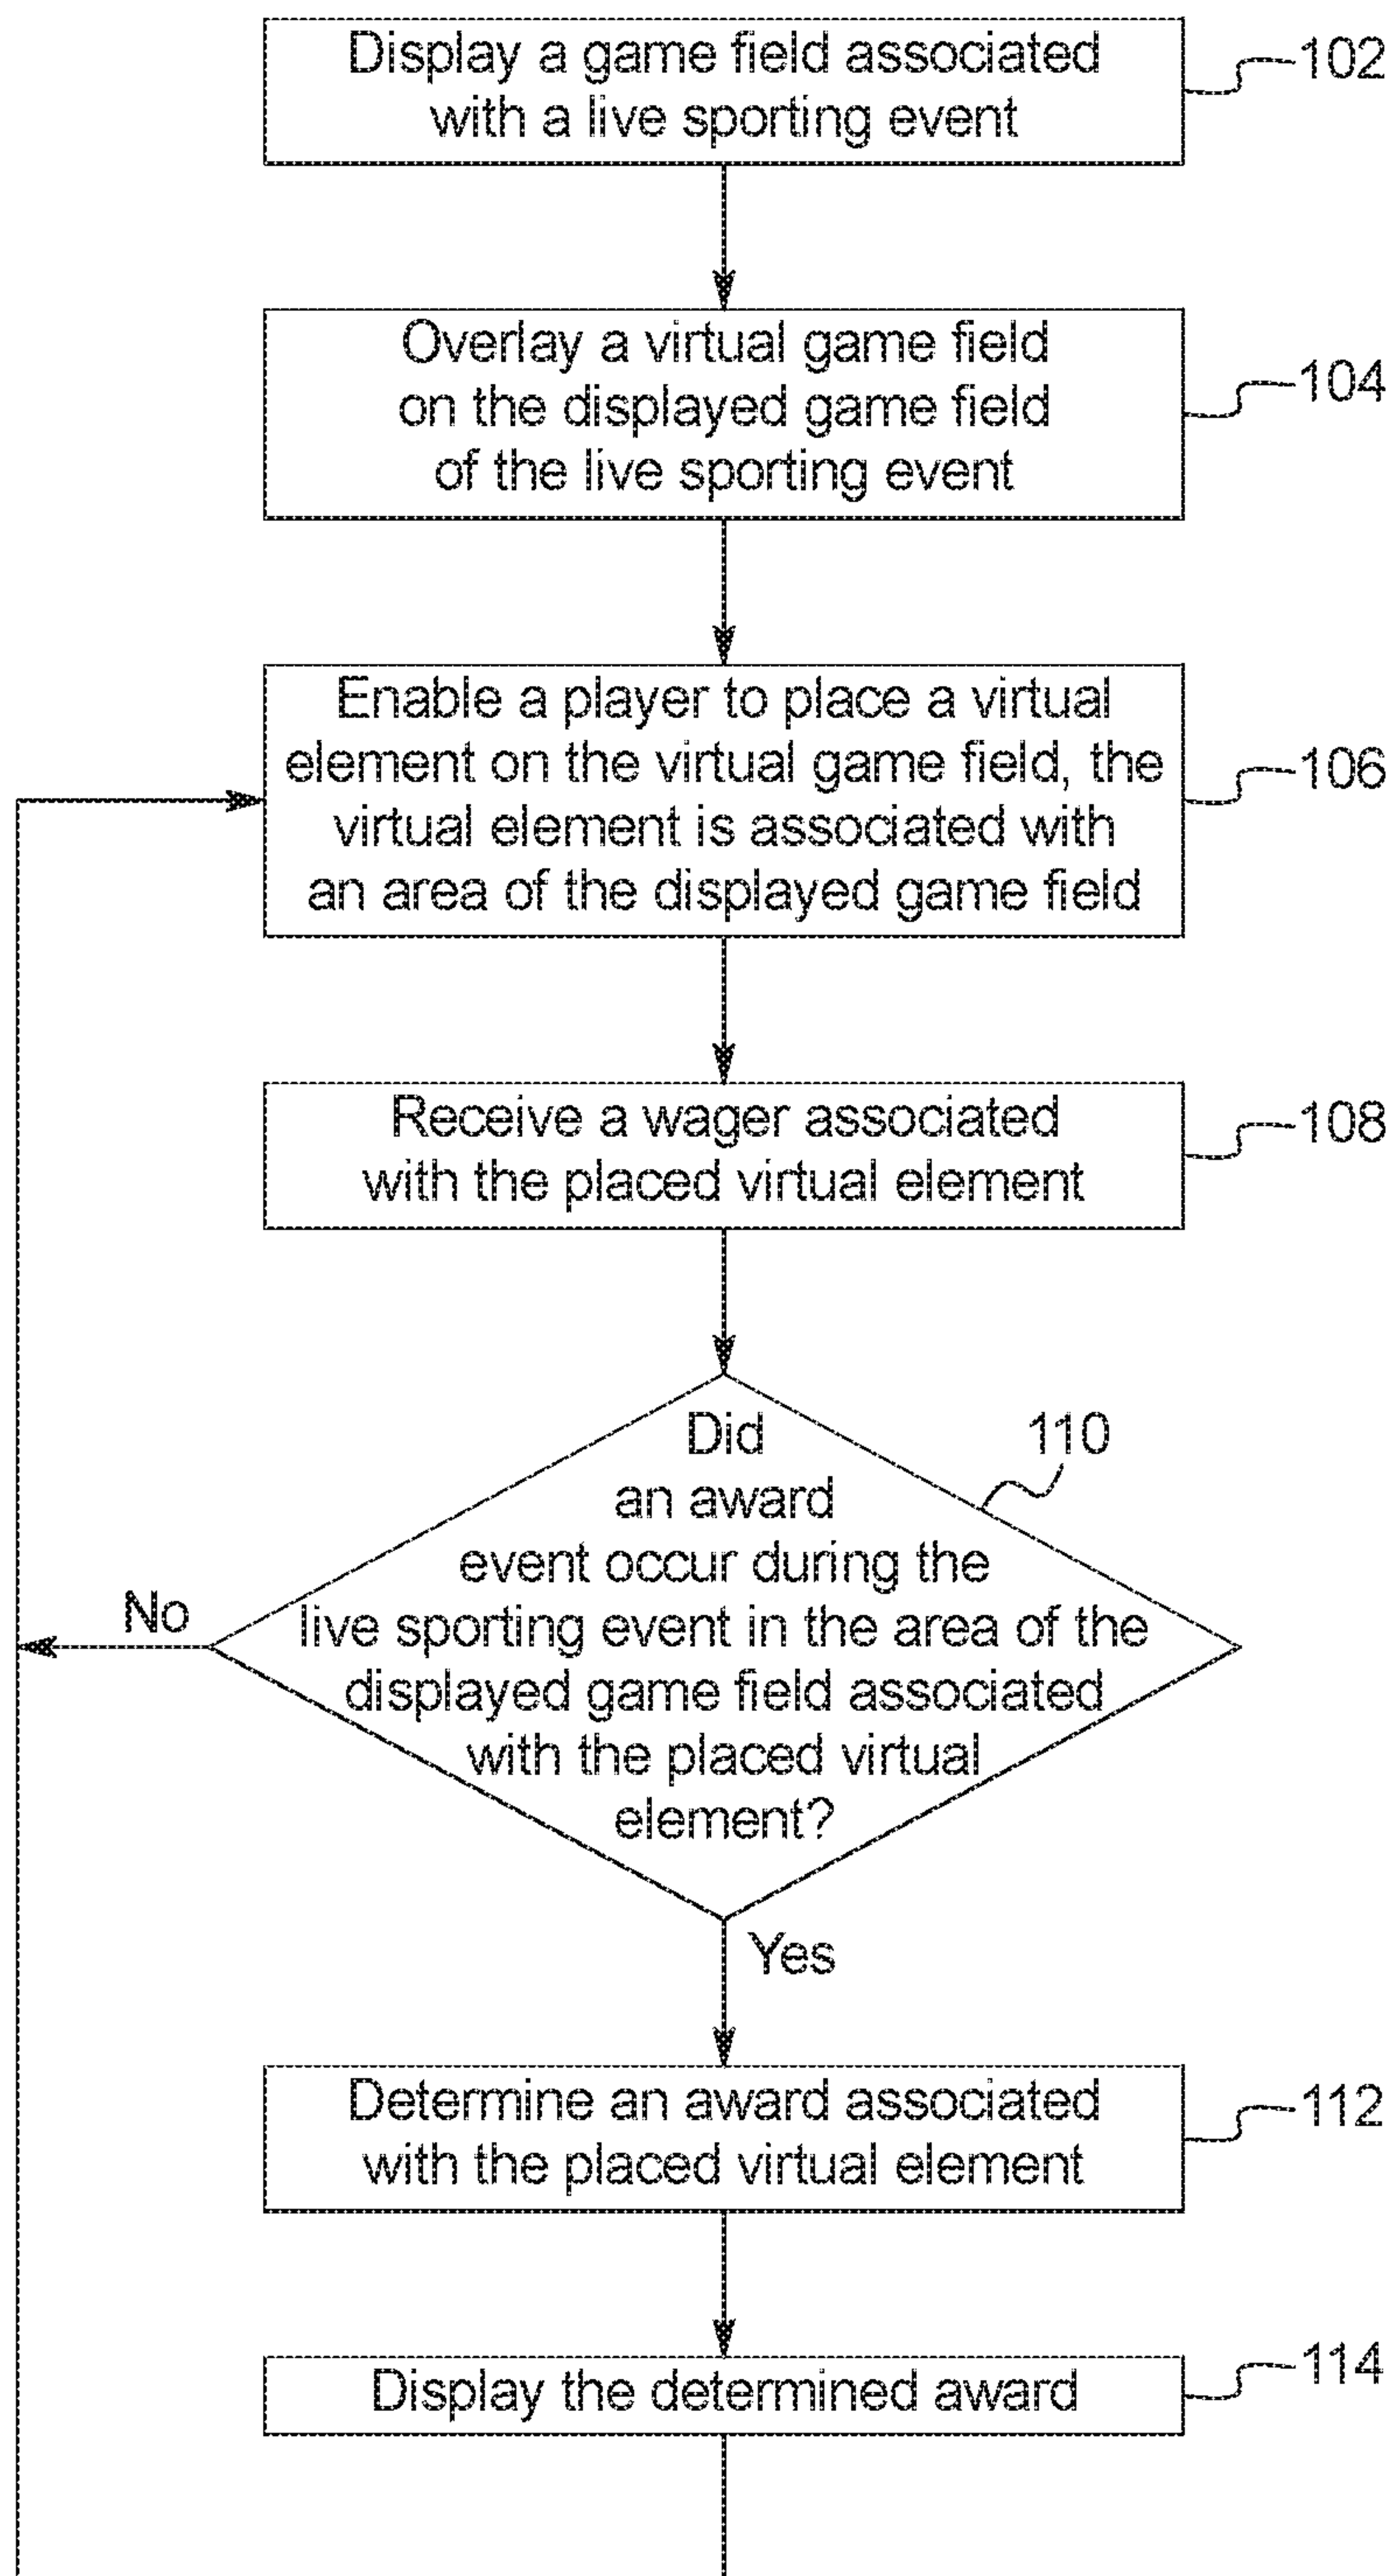 Display a game field associated
with a live sporting event
102
Overlay a virtual game field
on the displayed game field
of the live sporting event
104
Enable a player to place a virtual
element on the virtual game field, the
virtual element is associated with
an area of the displayed game field
106
Receive a wager associated
with the placed virtual element
108
Did
an award
event occur during the
live sporting event in the area of the
displayed game field associated
with the placed virtual
element?
110
No
Yes
Determine an award associated
with the placed virtual element
112
Display the determined award
114